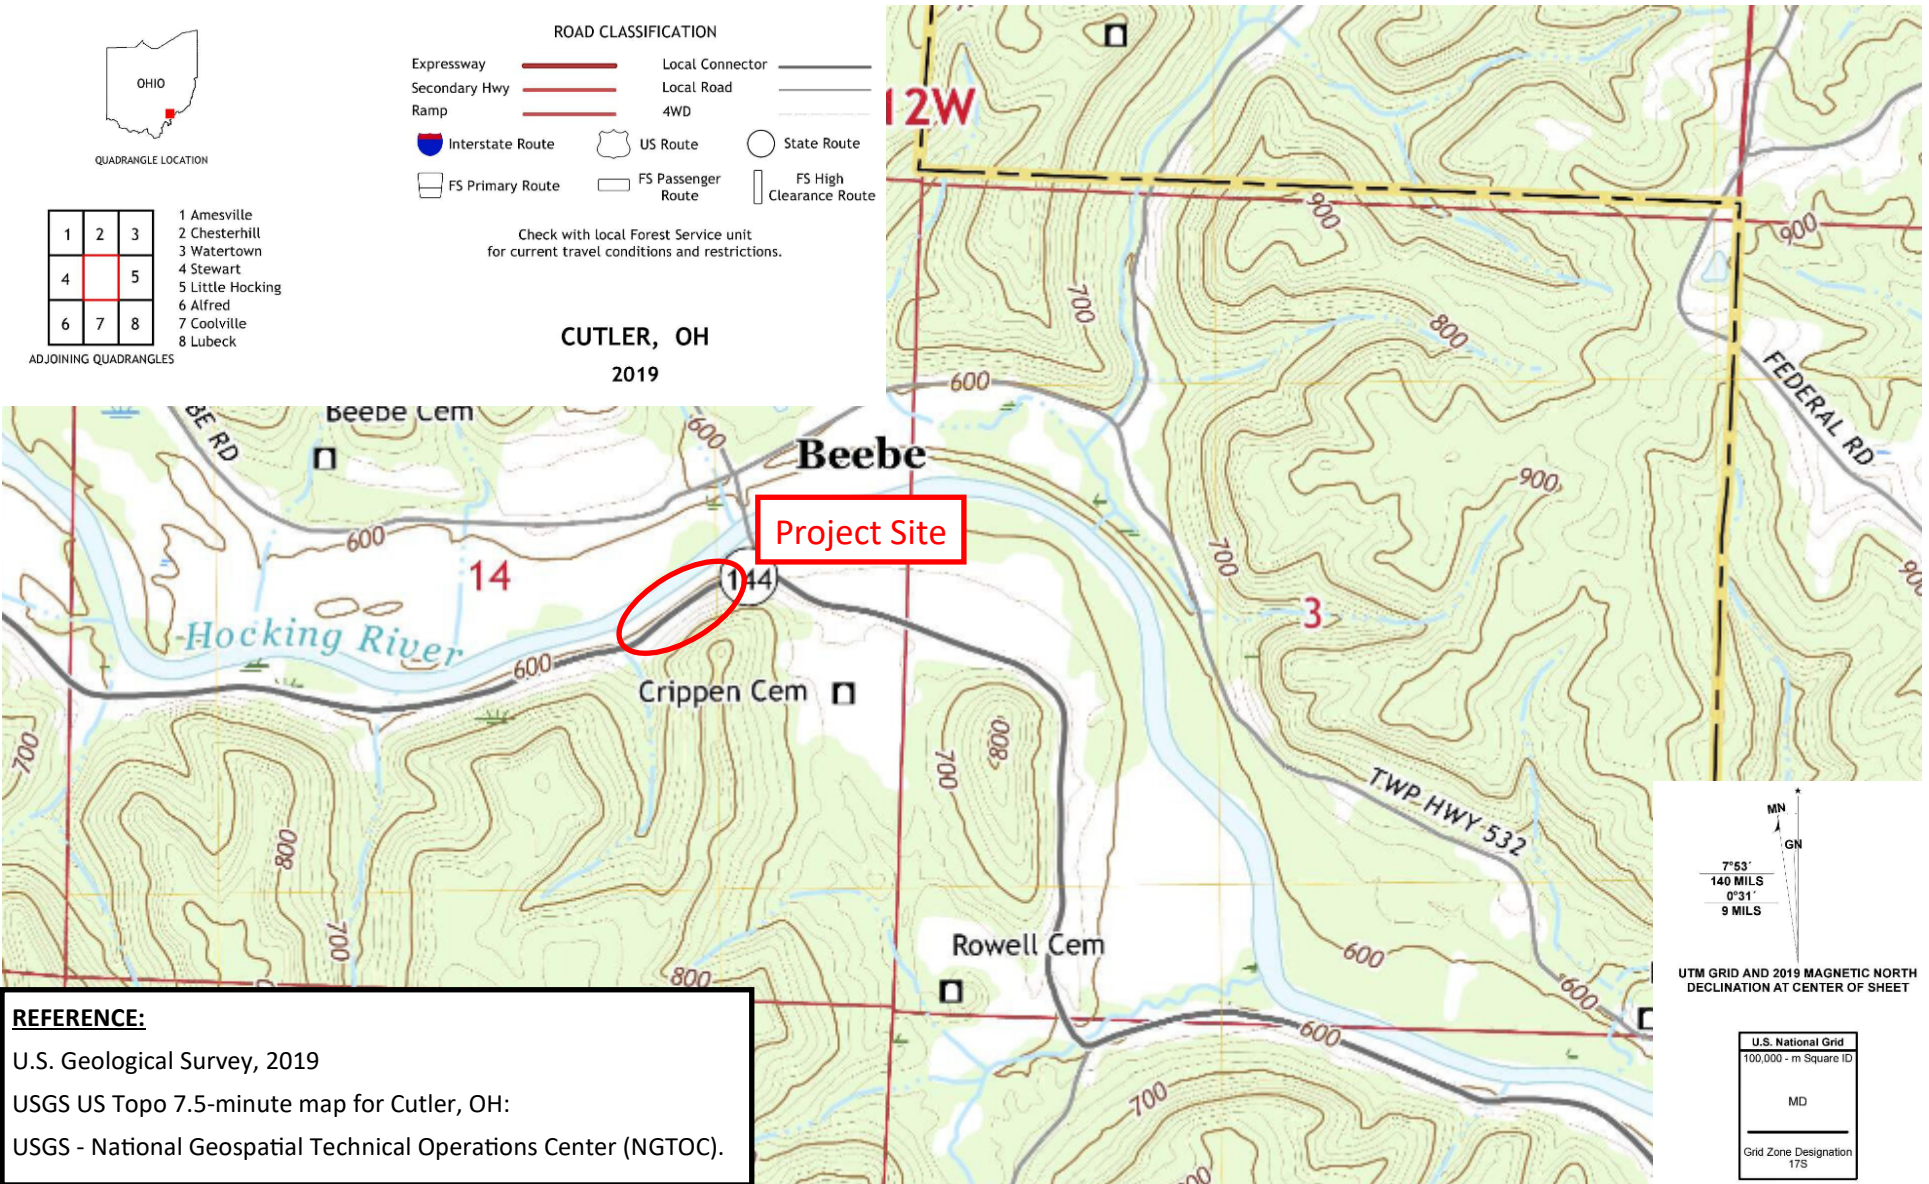 OHIO
QUADRANGLE LOCATION
ROAD CLASSIFICATION
Expressway
Local Connector
Secondary Hwy
Local Road
Ramp
4WD
Interstate Route
US Route
State Route
FS Primary Route
FS Passenger
Route
FS High
Clearance Route
Check with local Forest Service unit
for current travel conditions and restrictions.
1 2 3
4 5
6 7 8
1 Amesville
2 Chesterhill
3 Watertown
4 Stewart
5 Little Hocking
6 Alfred
7 Coolville
8 Lubeck
ADJOINING QUADRANGLES
CUTLER, OH
2019
12W
900
900
700
800
600
FEDERAL RD
BE RD
Beebe Cem
600
Beebe
900
Project Site
600
14
144
700
3
900
Hocking River
600
Crippen Cem
700
700
800
TWP HWY 532
800
700
Rowell Cem
600
800
600
600
700
MN
GN
7°53´
140 MILS
0°31´
9 MILS
UTM GRID AND 2019 MAGNETIC NORTH
DECLINATION AT CENTER OF SHEET
U.S. National Grid
100,000 - m Square ID
MD
Grid Zone Designation
17S
REFERENCE:
U.S. Geological Survey, 2019
USGS US Topo 7.5-minute map for Cutler, OH:
USGS - National Geospatial Technical Operations Center (NGTOC).